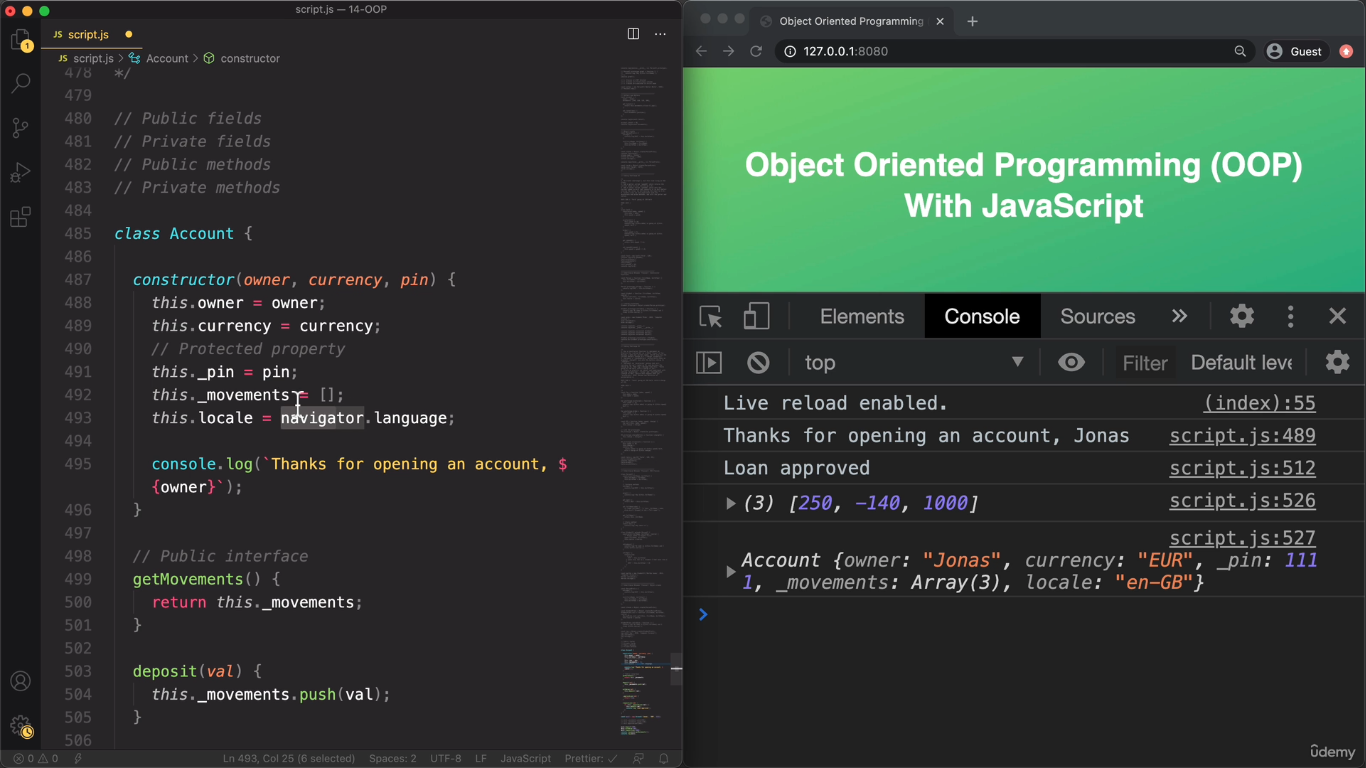 script.js — 14-OOP
JS script.js
JS script.js > Account > constructor
1
478 */
479
480 // Public fields
481 // Private fields
482 // Public methods
483 // Private methods
484
485 class Account {
486
487 constructor(owner, currency, pin) {
488 this.owner = owner;
489 this.currency = currency;
490 // Protected property
491 this._pin = pin;
492 this._movements = [];
493 this.locale = navigator.language;
494
495 console.log(`Thanks for opening an account, $
{owner}`);
496 }
497
498 // Public interface
499 getMovements() {
500 return this._movements;
501 }
502
503 deposit(val) {
504 this._movements.push(val);
505 }
506
0 0 Ln 493, Col 25 (6 selected) Spaces: 2 UTF-8 LF JavaScript Prettier: ✓
Object Oriented Programming
127.0.0.1:8080 Guest
Object Oriented Programming (OOP)
With JavaScript
Elements Console Sources »
top Filter Default leve
Live reload enabled. (index):55
Thanks for opening an account, Jonas script.js:489
Loan approved script.js:512
(3) [250, -140, 1000] script.js:526
script.js:527
Account {owner: "Jonas", currency: "EUR", _pin: 111
1, _movements: Array(3), locale: "en-GB"}
>
ûdemy